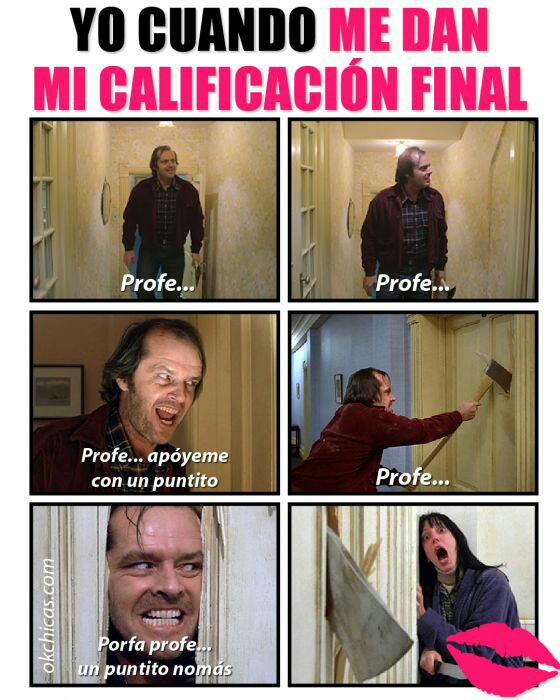 YO CUANDO ME DAN
MI CALIFICACIÓN FINAL
Profe...
Profe...
Profe... apóyeme
con un puntito
Profe...
Porfa profe...
un puntito nomás
okchicas.com